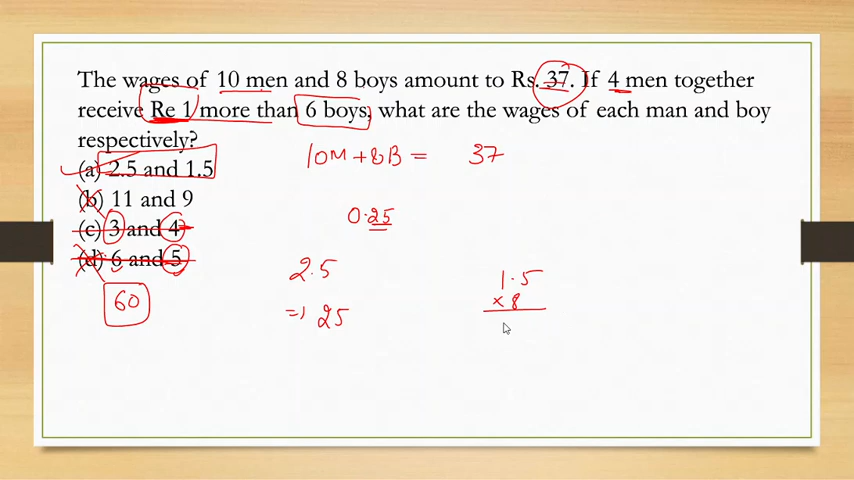 The wages of 10 men and 8 boys amount to Rs. 37. If 4 men together
receive Re 1 more than 6 boys, what are the wages of each man and boy
respectively?
(a) 2.5 and 1.5
(b) 11 and 9
(c) 3 and 4
(d) 6 and 5
10M + 8B = 37
0.25
2.5
=) 25
60
1.5
× 8